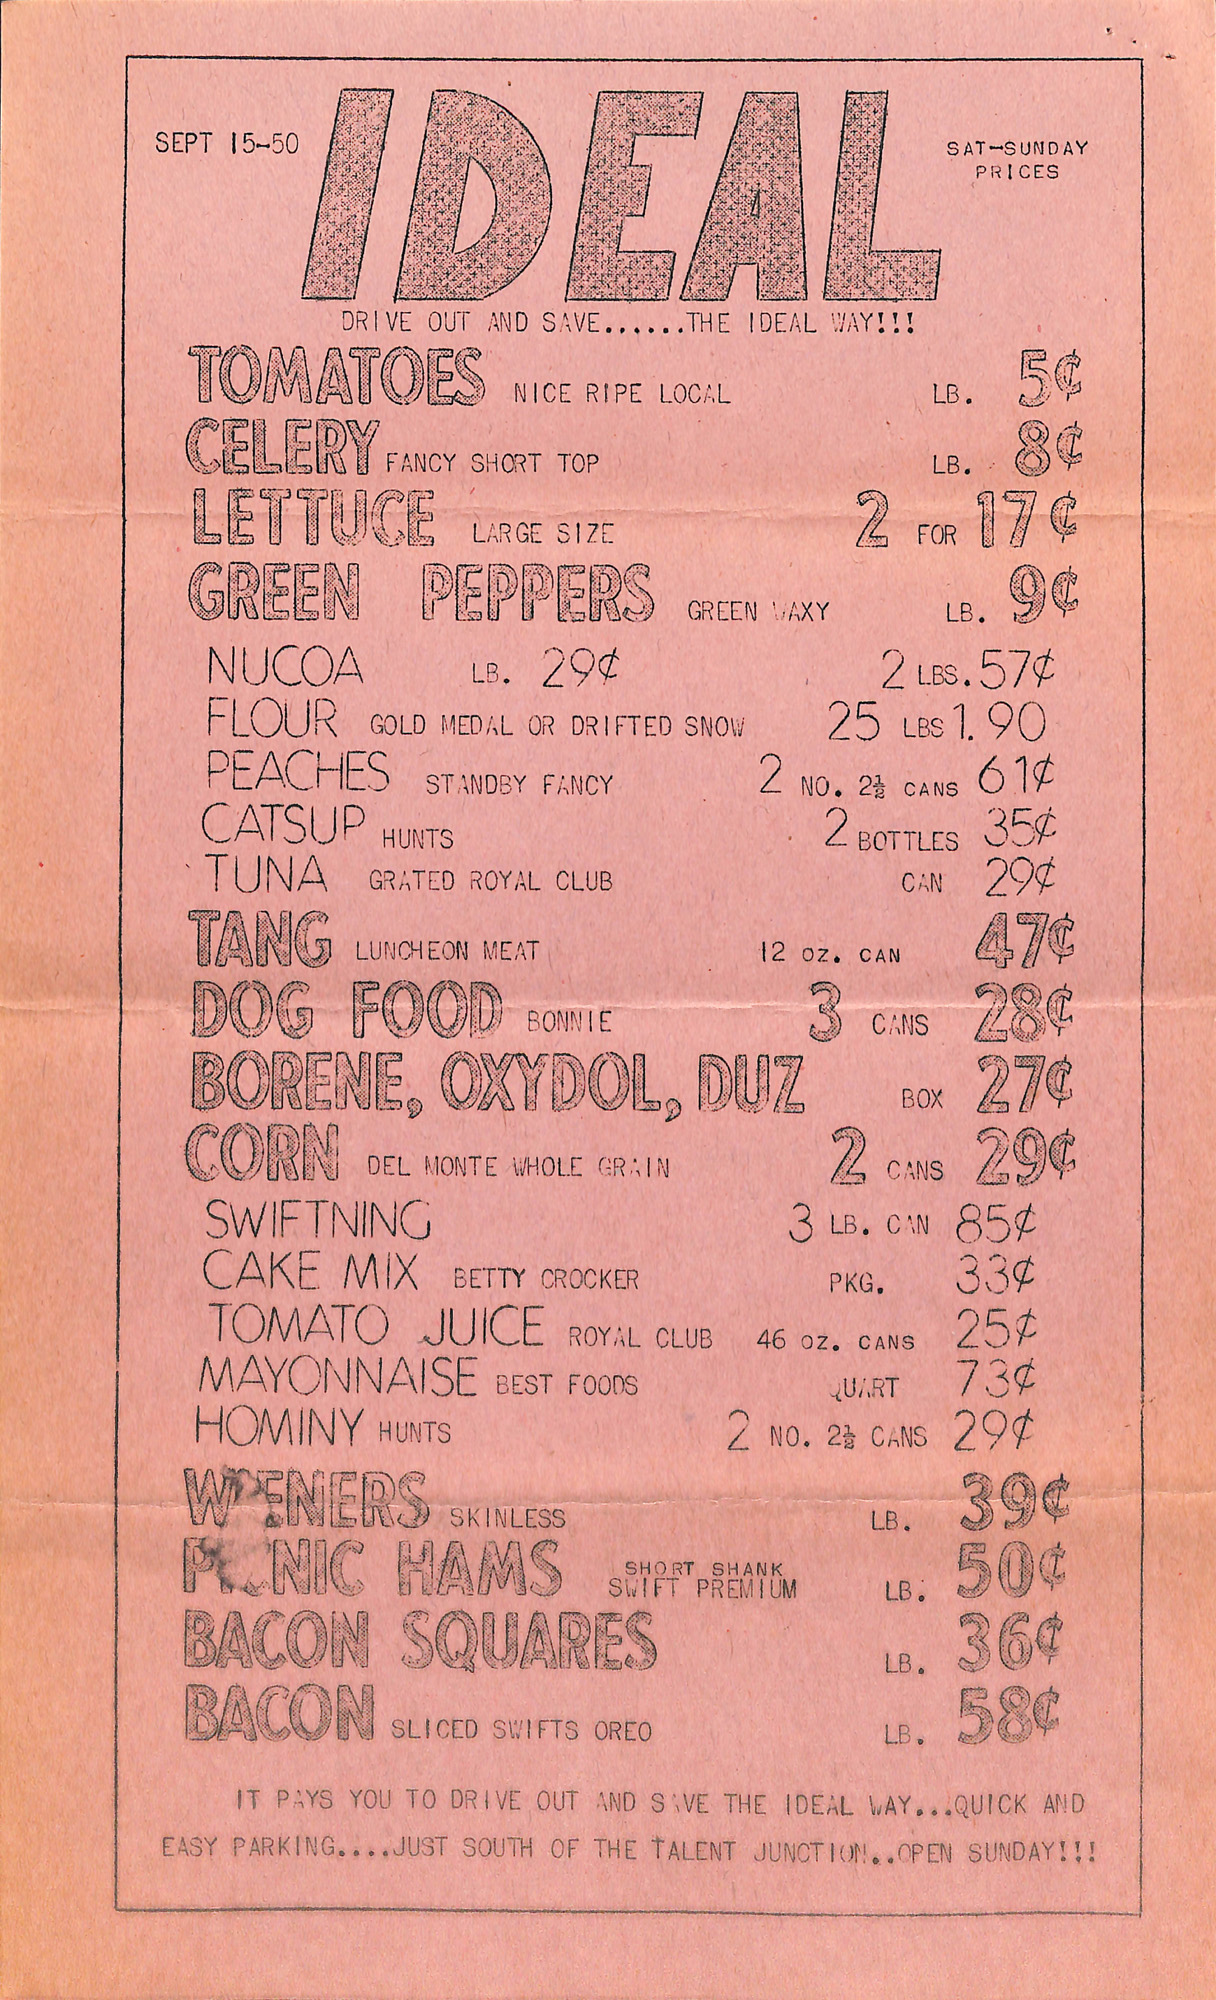 SEPT 15-50
IDEAL
SAT-SUNDAY
PRICES
DRIVE OUT AND SAVE......THE IDEAL WAY!!!
TOMATOES NICE RIPE LOCAL LB. 5¢
CELERY FANCY SHORT TOP LB. 8¢
LETTUCE LARGE SIZE 2 FOR 17¢
GREEN PEPPERS GREEN WAXY LB. 9¢
NUCOA LB. 29¢ 2 LBS. 57¢
FLOUR GOLD MEDAL OR DRIFTED SNOW 25 LBS 1.90
PEACHES STANDBY FANCY 2 NO. 2½ CANS 61¢
CATSUP HUNTS 2 BOTTLES 35¢
TUNA GRATED ROYAL CLUB CAN 29¢
TANG LUNCHEON MEAT 12 OZ. CAN 47¢
DOG FOOD BONNIE 3 CANS 28¢
BORENE, OXYDOL, DUZ BOX 27¢
CORN DEL MONTE WHOLE GRAIN 2 CANS 29¢
SWIFTNING 3 LB. CAN 85¢
CAKE MIX BETTY CROCKER PKG. 33¢
TOMATO JUICE ROYAL CLUB 46 OZ. CANS 25¢
MAYONNAISE BEST FOODS QUART 73¢
HOMINY HUNTS 2 NO. 2½ CANS 29¢
WIENERS SKINLESS LB. 39¢
PICNIC HAMS SHORT SHANK SWIFT PREMIUM LB. 50¢
BACON SQUARES LB. 36¢
BACON SLICED SWIFTS OREO LB. 58¢
IT PAYS YOU TO DRIVE OUT AND SAVE THE IDEAL WAY...QUICK AND
EASY PARKING....JUST SOUTH OF THE TALENT JUNCTION..OPEN SUNDAY!!!